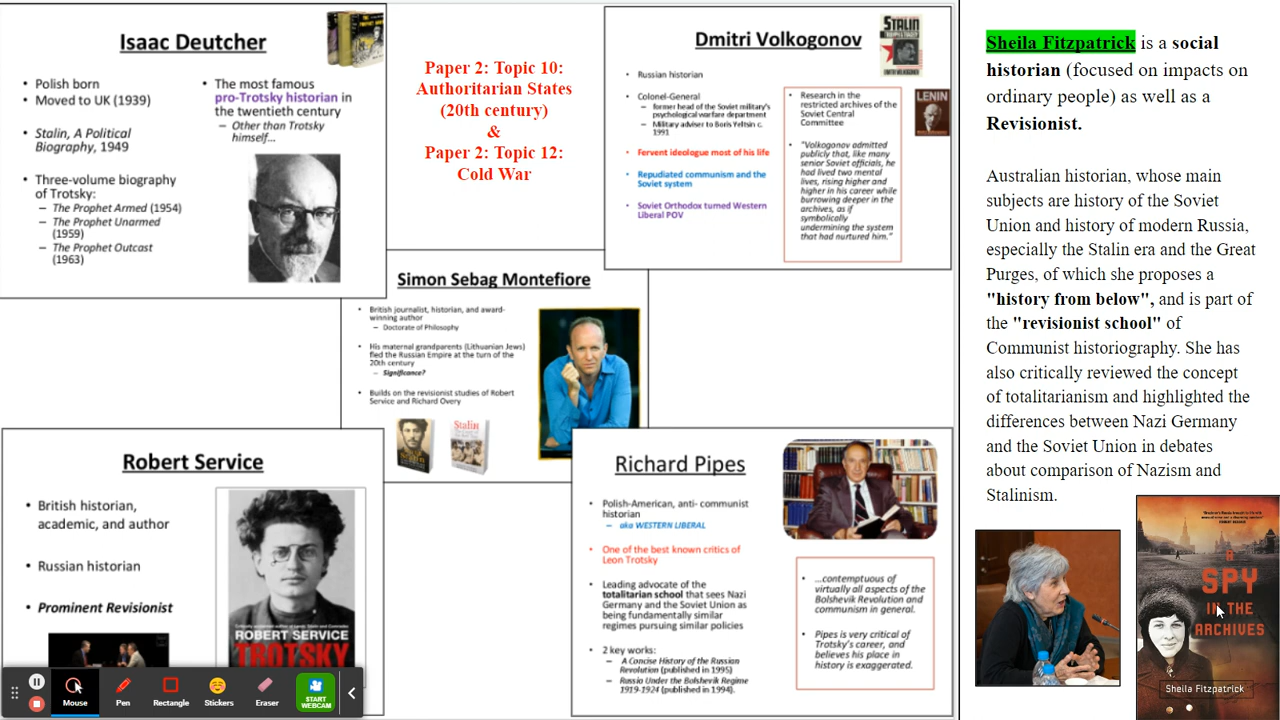 Isaac Deutcher
Polish born
Moved to UK (1939)
Stalin, A Political
Biography, 1949
Three-volume biography
of Trotsky:
– The Prophet Armed (1954)
– The Prophet Unarmed
(1959)
– The Prophet Outcast
(1963)
The most famous
pro-Trotsky historian in
the twentieth century
– Other than Trotsky
himself...
Paper 2: Topic 10:
Authoritarian States
(20th century)
&
Paper 2: Topic 12:
Cold War
Dmitri Volkogonov
STALIN
DMITRI VOLKOGONOV
Russian historian
Colonel-General
– former head of the Soviet military's
psychological warfare department
– Military adviser to Boris Yeltsin c.
1991
Fervent ideologue most of his life
Repudiated communism and the
Soviet system
Soviet Orthodox turned Western
Liberal POV
Research in the
restricted archives of the
Soviet Central
Committee
"Volkogonov admitted
publicly that, like many
senior Soviet officials, he
had lived two mental
lives, rising higher and
higher in his career while
burrowing deeper in the
archives, as if
symbolically
undermining the system
that had nurtured him."
LENIN
Simon Sebag Montefiore
British journalist, historian, and award-
winning author
– Doctorate of Philosophy
His maternal grandparents (Lithuanian Jews)
fled the Russian Empire at the turn of the
20th century
– Significance?
Builds on the revisionist studies of Robert
Service and Richard Overy
Stalin
Robert Service
British historian,
academic, and author
Russian historian
Prominent Revisionist
ROBERT SERVICE
TROTSKY
Richard Pipes
Polish-American, anti- communist
historian
– aka WESTERN LIBERAL
One of the best known critics of
Leon Trotsky
Leading advocate of the
totalitarian school that sees Nazi
Germany and the Soviet Union as
being fundamentally similar
regimes pursuing similar policies
2 key works:
– A Concise History of the Russian
Revolution (published in 1995)
– Russia Under the Bolshevik Regime
1919-1924 (published in 1994).
...contemptuous of
virtually all aspects of the
Bolshevik Revolution and
communism in general.
Pipes is very critical of
Trotsky's career, and
believes his place in
history is exaggerated.
Sheila Fitzpatrick is a social
historian (focused on impacts on
ordinary people) as well as a
Revisionist.
Australian historian, whose main
subjects are history of the Soviet
Union and history of modern Russia,
especially the Stalin era and the Great
Purges, of which she proposes a
"history from below", and is part of
the "revisionist school" of
Communist historiography. She has
also critically reviewed the concept
of totalitarianism and highlighted the
differences between Nazi Germany
and the Soviet Union in debates
about comparison of Nazism and
Stalinism.
A
SPY
IN THE
ARCHIVES
Sheila Fitzpatrick
Mouse
Pen
Rectangle
Stickers
Eraser
START
WEBCAM